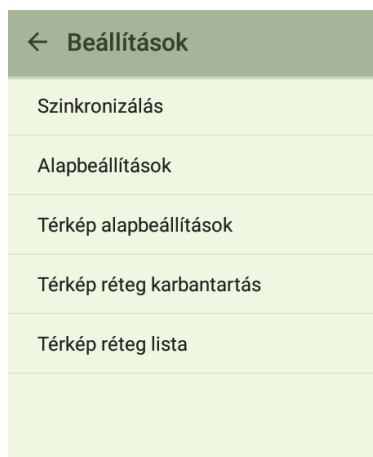 Beállítások
Szinkronizálás
Alapbeállítások
Térkép alapbeállítások
Térkép réteg karbantartás
Térkép réteg lista